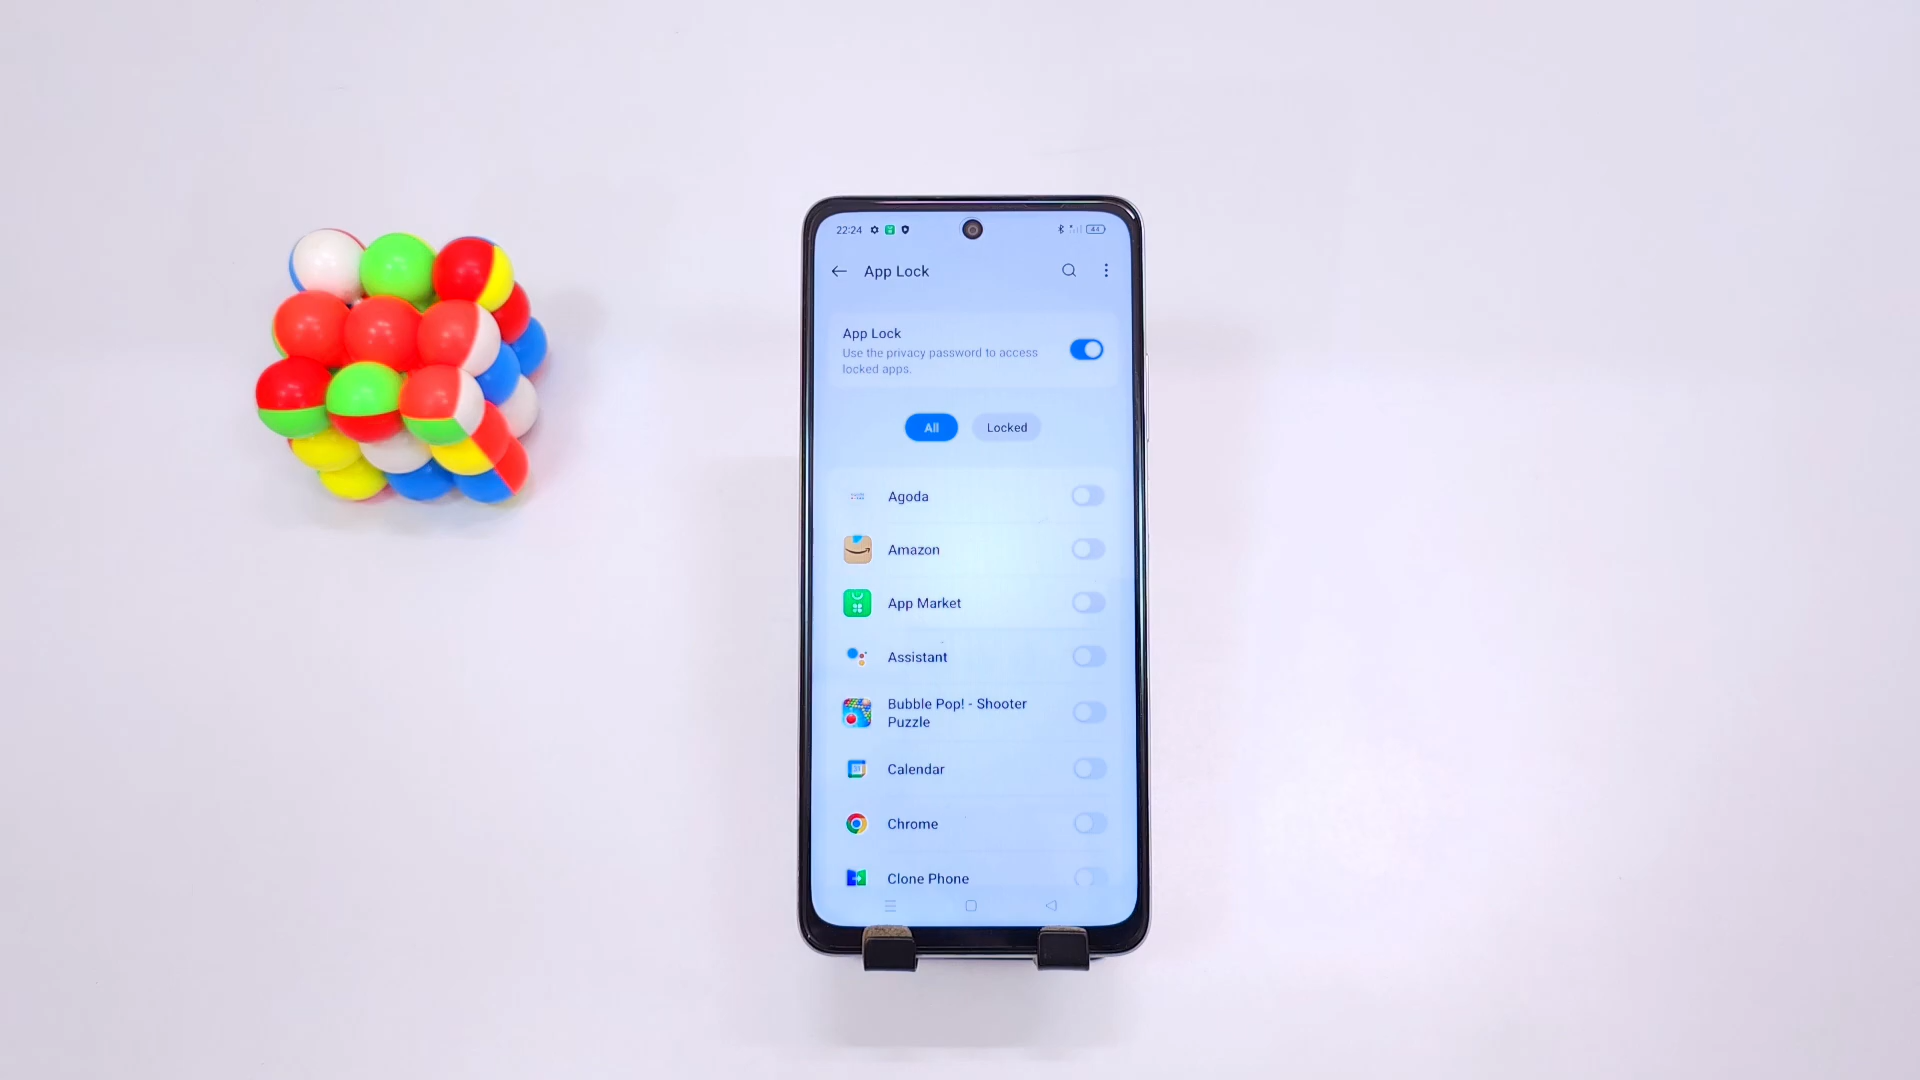 22:24
44
App Lock
App Lock
Use the privacy password to access
locked apps.
All
Locked
Agoda
Amazon
App Market
Assistant
Bubble Pop! - Shooter
Puzzle
Calendar
Chrome
Clone Phone